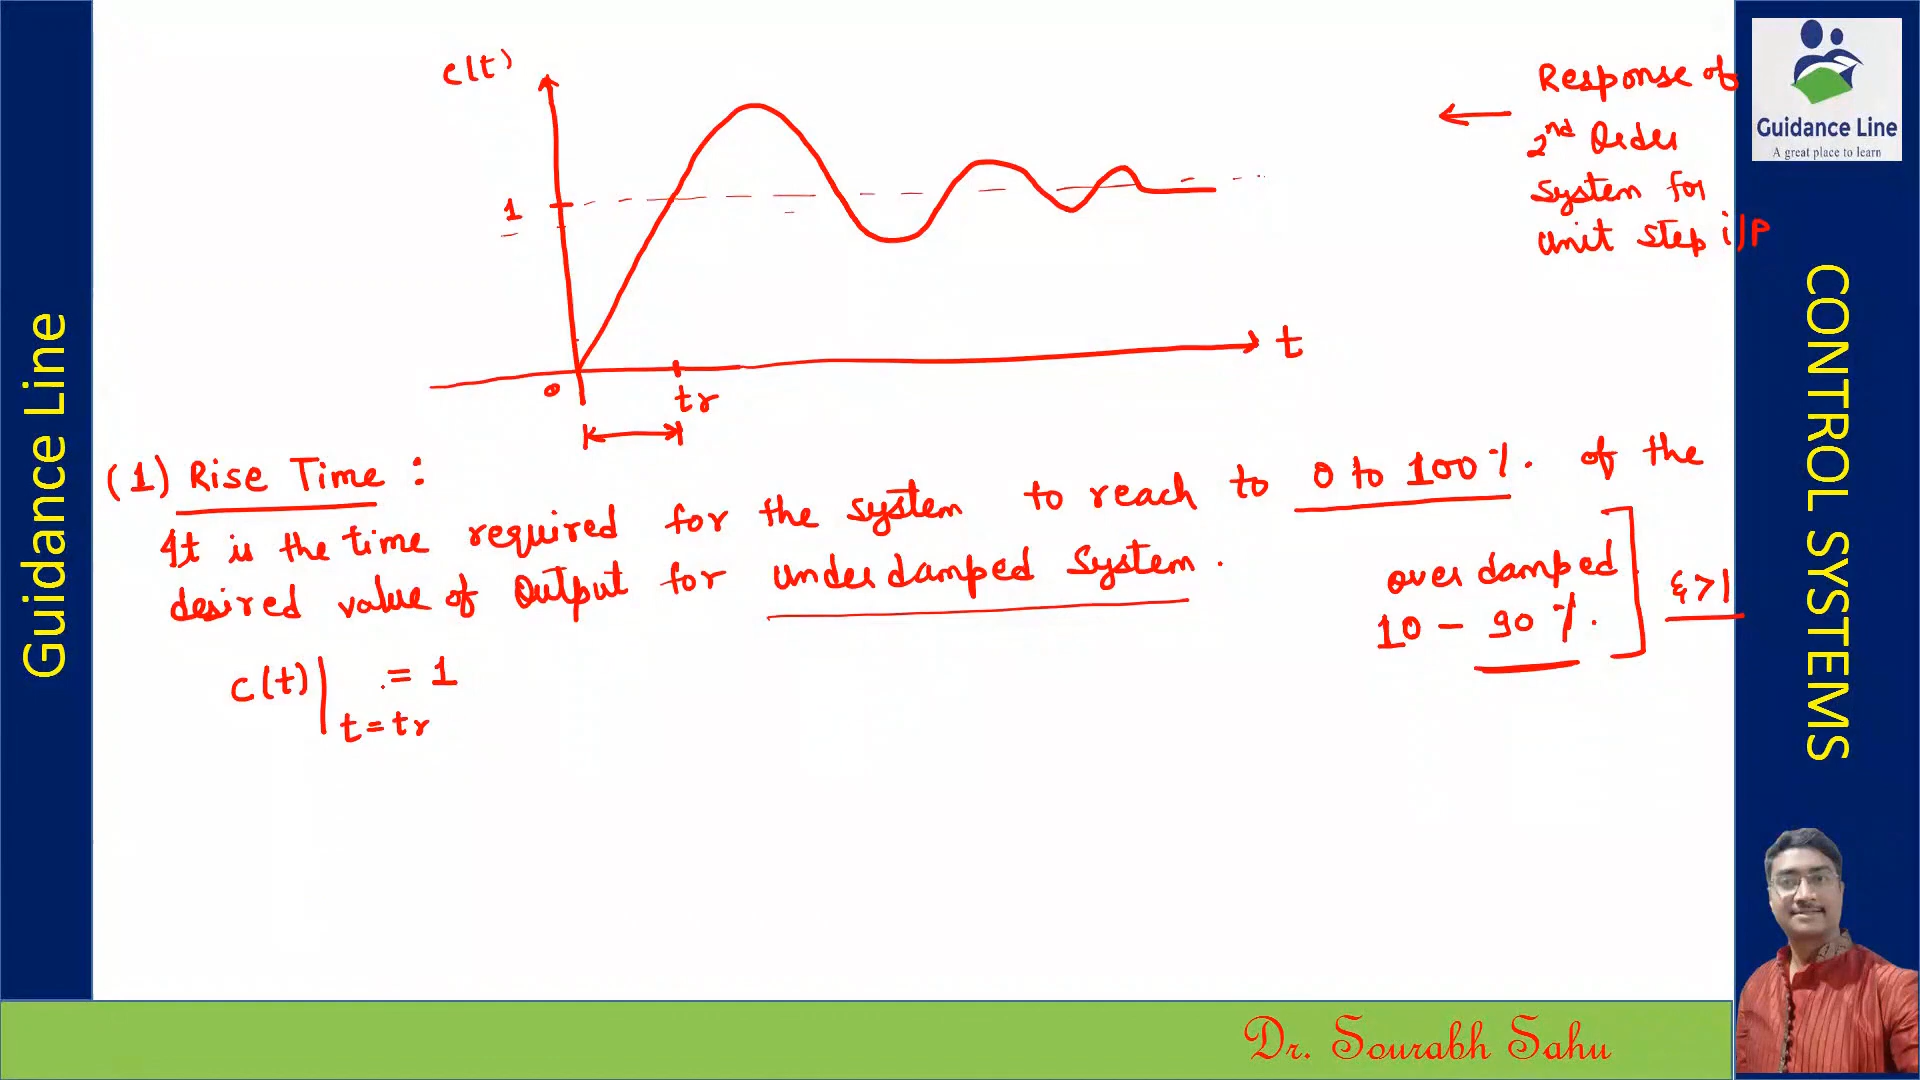 c(t)
1
0
tr
t
Response of
2nd Order
system for
unit step i/p
(1) Rise Time :
It is the time required for the system to reach to 0 to 100 % of the
desired value of output for underdamped system.
over damped
10 - 90 %.
ξ>1
c(t)| = 1
t = tr
Guidance Line
Guidance Line
A great place to learn
CONTROL SYSTEMS
Dr. Sourabh Sahu